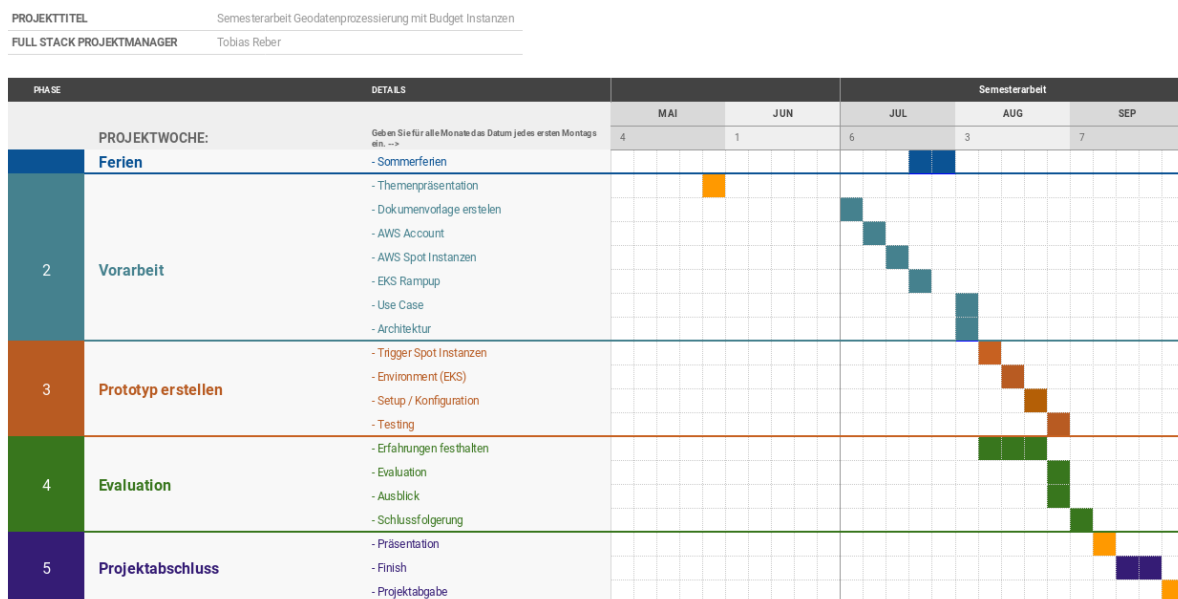 PROJEKTTITEL Semesterarbeit Geodatenprozessierung mit Budget Instanzen
FULL STACK PROJEKTMANAGER Tobias Reber
PHASE DETAILS Semesterarbeit
MAI JUN JUL AUG SEP
PROJEKTWOCHE: Geben Sie für alle Monate das Datum jedes ersten Montags
ein. --> 4 1 6 3 7
Ferien - Sommerferien
- Themenpräsentation
- Dokumenvorlage erstelen
- AWS Account
- AWS Spot Instanzen
2 Vorarbeit
- EKS Rampup
- Use Case
- Architektur
- Trigger Spot Instanzen
- Environment (EKS)
3 Prototyp erstellen
- Setup / Konfiguration
- Testing
- Erfahrungen festhalten
- Evaluation
4 Evaluation
- Ausblick
- Schlussfolgerung
- Präsentation
5 Projektabschluss - Finish
- Projektabgabe